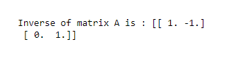 Inverse of matrix A is : [[ 1. -1.]
 [ 0.  1.]]